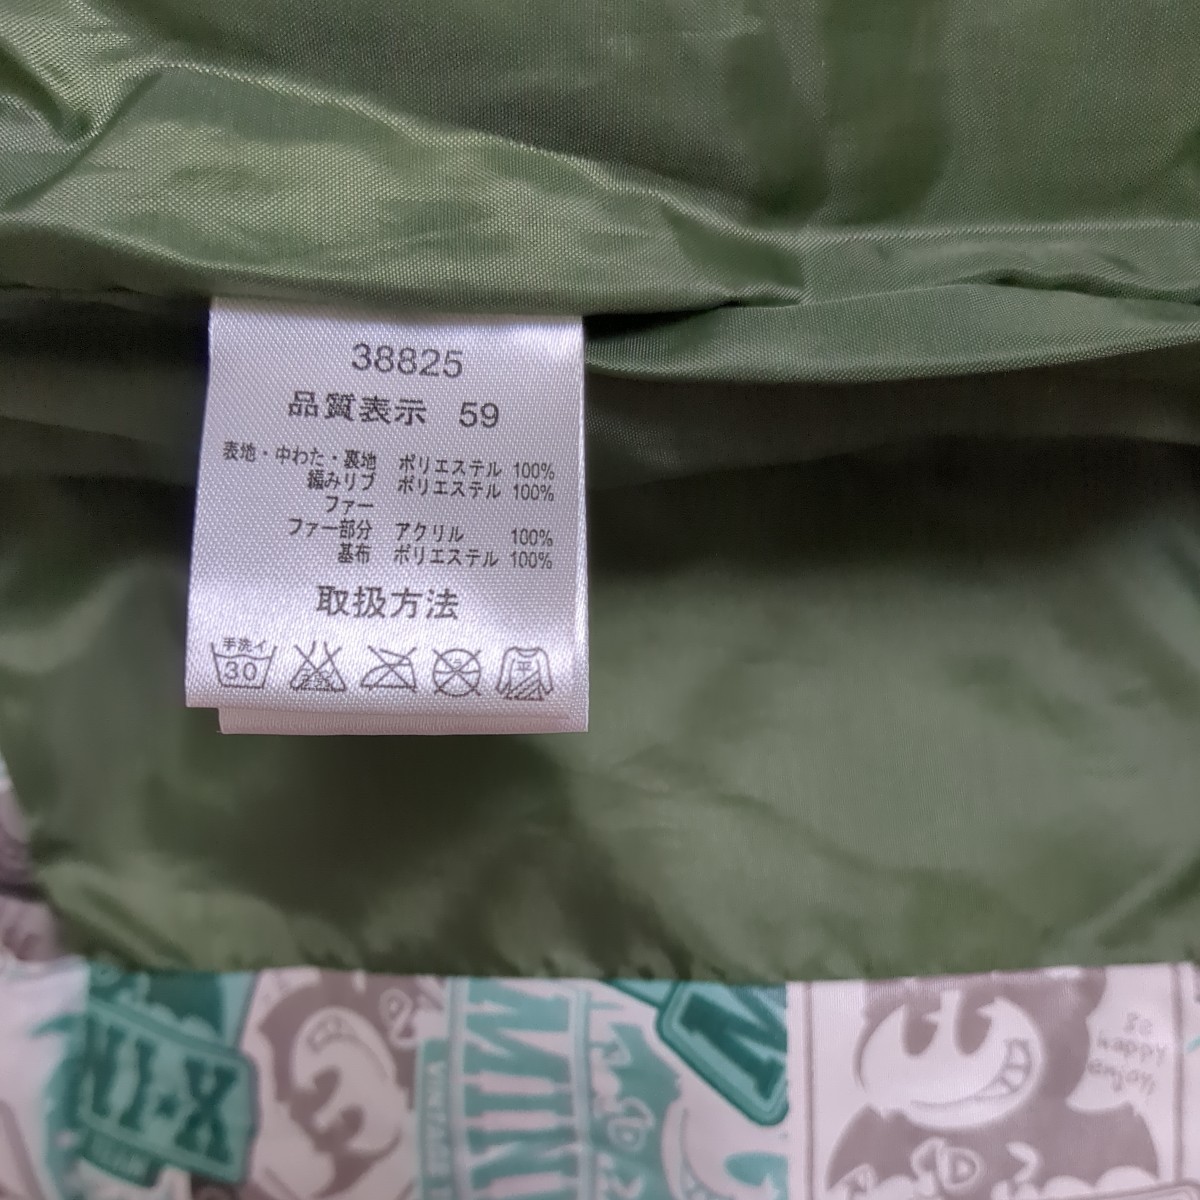 38825
品質表示 59
表地・中わた・裏地 ポリエステル 100%
編みリブ ポリエステル 100%
ファー
ファー部分 アクリル 100%
基布 ポリエステル 100%
取扱方法
手洗イ
30
平
X-IN
MINI